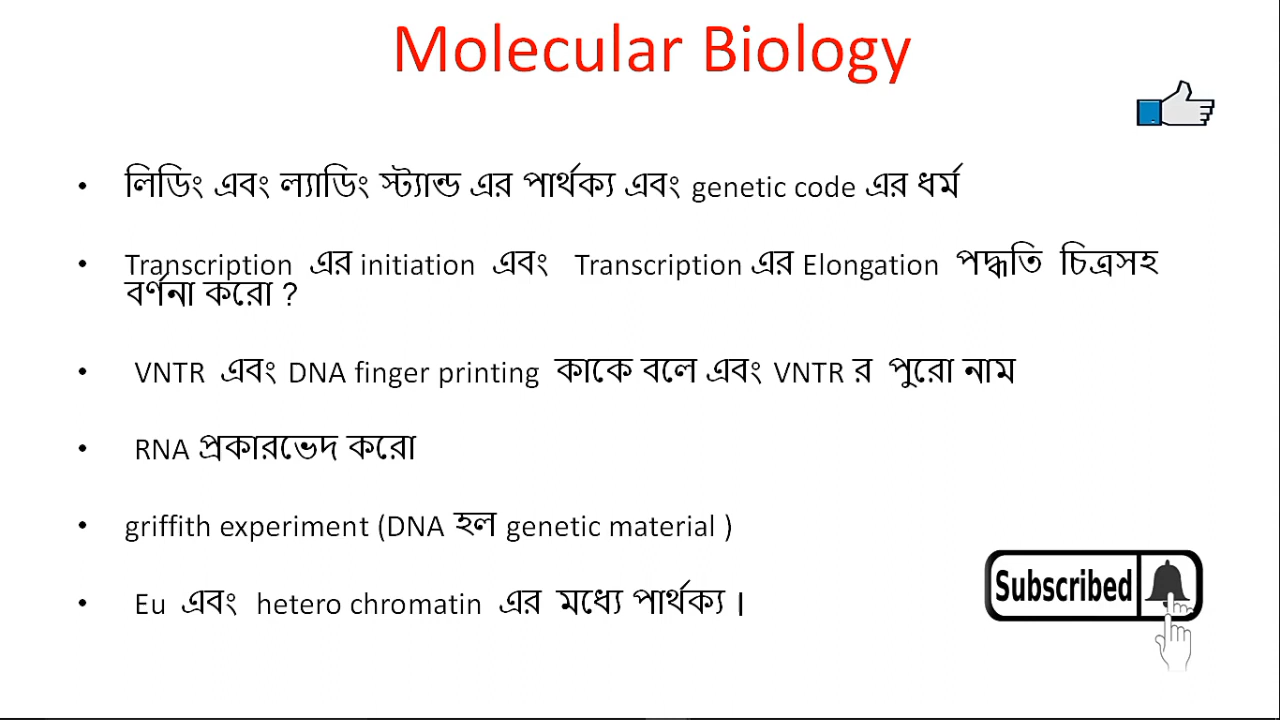 Molecular Biology
• লিডিং এবং ল্যাডিং স্ট্যান্ড এর পার্থক্য এবং genetic code এর ধর্ম
• Transcription এর initiation এবং Transcription এর Elongation পদ্ধতি চিত্রসহ
বর্ণনা করো ?
• VNTR এবং DNA finger printing কাকে বলে এবং VNTR র পুরো নাম
• RNA প্রকারভেদ করো
• griffith experiment (DNA হল genetic material )
• Eu এবং hetero chromatin এর মধ্যে পার্থক্য ।
Subscribed